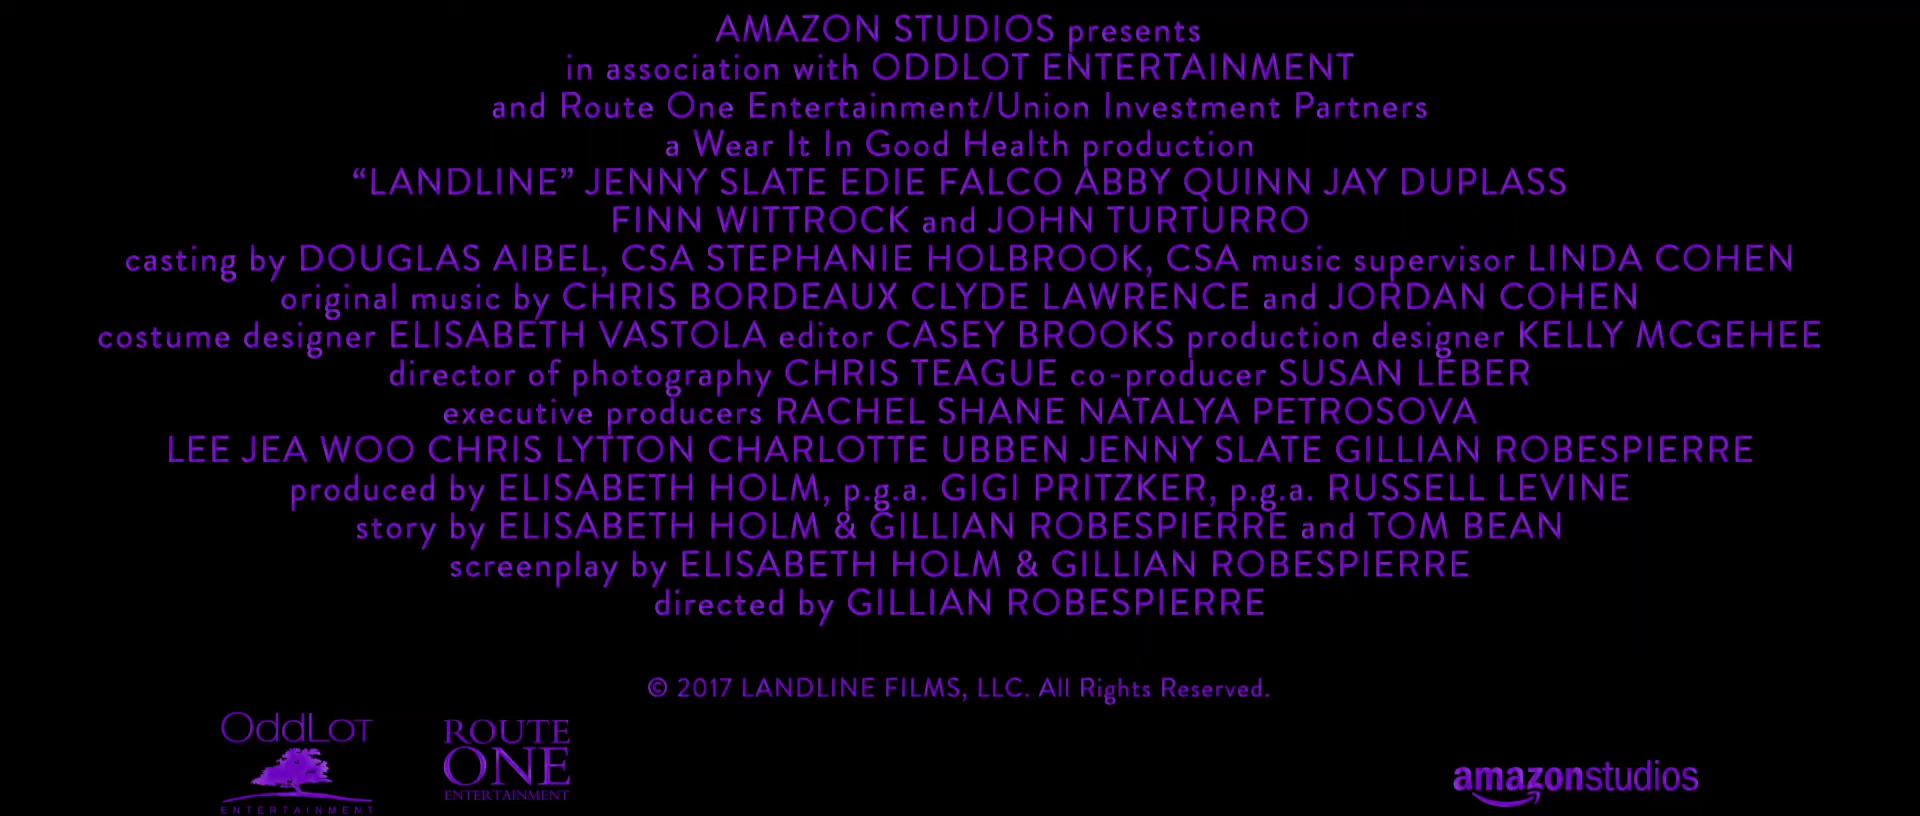 AMAZON STUDIOS presents
in association with ODDLOT ENTERTAINMENT
and Route One Entertainment/Union Investment Partners
a Wear It In Good Health production
“LANDLINE” JENNY SLATE EDIE FALCO ABBY QUINN JAY DUPLASS
FINN WITTROCK and JOHN TURTURRO
casting by DOUGLAS AIBEL, CSA STEPHANIE HOLBROOK, CSA music supervisor LINDA COHEN
original music by CHRIS BORDEAUX CLYDE LAWRENCE and JORDAN COHEN
costume designer ELISABETH VASTOLA editor CASEY BROOKS production designer KELLY MCGEHEE
director of photography CHRIS TEAGUE co-producer SUSAN LEBER
executive producers RACHEL SHANE NATALYA PETROSOVA
LEE JEA WOO CHRIS LYTTON CHARLOTTE UBBEN JENNY SLATE GILLIAN ROBESPIERRE
produced by ELISABETH HOLM, p.g.a. GIGI PRITZKER, p.g.a. RUSSELL LEVINE
story by ELISABETH HOLM & GILLIAN ROBESPIERRE and TOM BEAN
screenplay by ELISABETH HOLM & GILLIAN ROBESPIERRE
directed by GILLIAN ROBESPIERRE
© 2017 LANDLINE FILMS, LLC. All Rights Reserved.
OddLot
ENTERTAINMENT
ROUTE
ONE
ENTERTAINMENT
amazonstudios